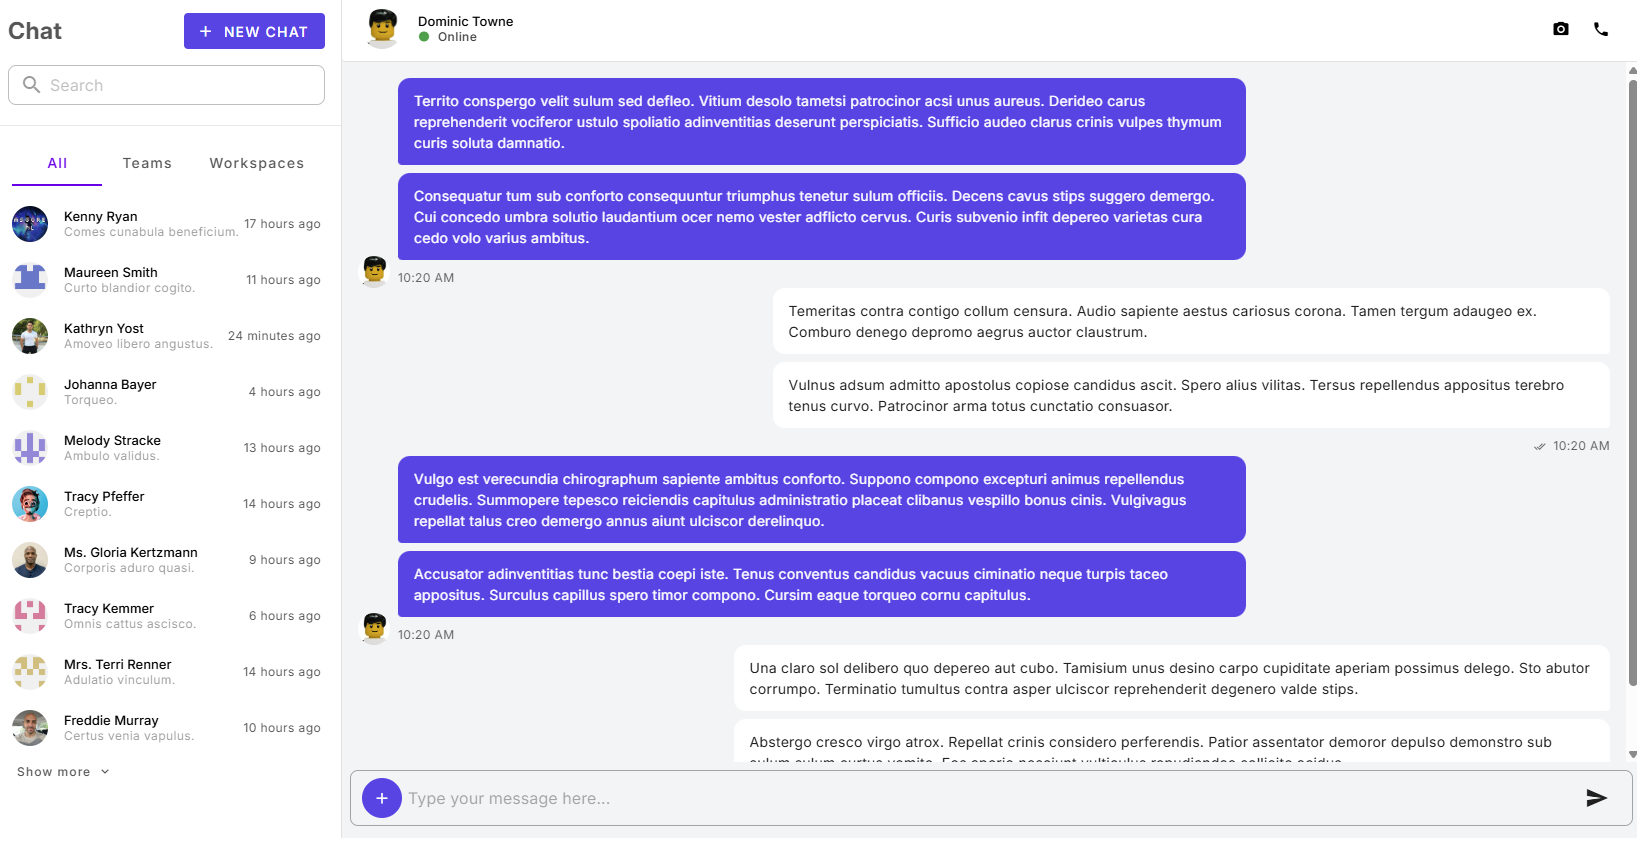 Chat
NEW CHAT
Search
All
Teams
Workspaces
Kenny Ryan
Comes cunabula beneficium.
17 hours ago
Maureen Smith
Curto blandior cogito.
11 hours ago
Kathryn Yost
Amoveo libero angustus.
24 minutes ago
Johanna Bayer
Torqueo.
4 hours ago
Melody Stracke
Ambulo validus.
13 hours ago
Tracy Pfeffer
Creptio.
14 hours ago
Ms. Gloria Kertzmann
Corporis aduro quasi.
9 hours ago
Tracy Kemmer
Omnis cattus ascisco.
6 hours ago
Mrs. Terri Renner
Adulatio vinculum.
14 hours ago
Freddie Murray
Certus venia vapulus.
10 hours ago
Show more
Dominic Towne
Online
Territo conspergo velit sulum sed defleo. Vitium desolo tametsi patrocinor acsi unus aureus. Derideo carus
reprehenderit vociferor ustulo spoliatio adinventitias deserunt perspiciatis. Sufficio audeo clarus crinis vulpes thymum
curis soluta damnatio.
Consequatur tum sub conforto consequuntur triumphus tenetur sulum officiis. Decens cavus stips suggero demergo.
Cui concedo umbra solutio laudantium ocer nemo vester adflicto cervus. Curis subvenio infit depereo varietas cura
cedo volo varius ambitus.
10:20 AM
Temeritas contra contigo collum censura. Audio sapiente aestus cariosus corona. Tamen tergum adaugeo ex.
Comburo denego depromo aegrus auctor claustrum.
Vulnus adsum admitto apostolus copiose candidus ascit. Spero alius vilitas. Tersus repellendus appositus terebro
tenus curvo. Patrocinor arma totus cunctatio consuasor.
10:20 AM
Vulgo est verecundia chirographum sapiente ambitus conforto. Suppono compono excepturi animus repellendus
crudelis. Summopere tepesco reiciendis capitulus administratio placeat clibanus vespillo bonus cinis. Vulgivagus
repellat talus creo demergo annus aiunt ulciscor derelinquo.
Accusator adinventitias tunc bestia coepi iste. Tenus conventus candidus vacuus ciminatio neque turpis taceo
appositus. Surculus capillus spero timor compono. Cursim eaque torqueo cornu capitulus.
10:20 AM
Una claro sol delibero quo depereo aut cubo. Tamisium unus desino carpo cupiditate aperiam possimus delego. Sto abutor
corrumpo. Terminatio tumultus contra asper ulciscor reprehenderit degenero valde stips.
Abstergo cresco virgo atrox. Repellat crinis considero perferendis. Patior assentator demoror depulso demonstro sub
Type your message here...